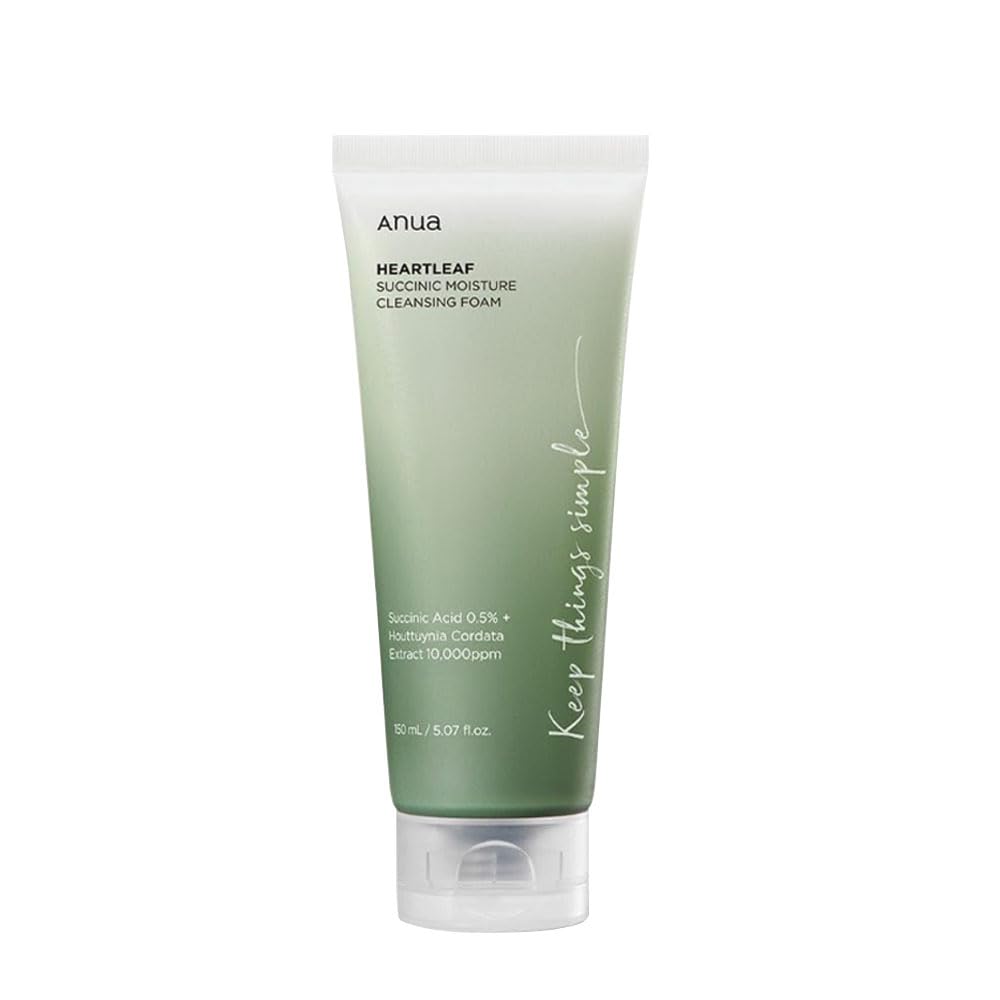 Anua
HEARTLEAF
SUCCINIC MOISTURE
CLEANSING FOAM
Keep things simple
Succinic Acid 0.5% +
Houttuynia Cordata
Extract 10,000ppm
150 mL / 5.07 fl.oz.